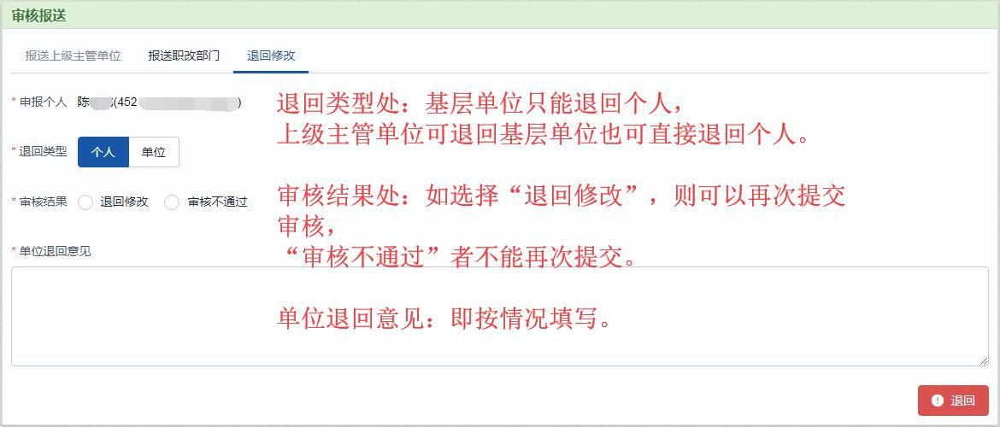 审核报送
报送上级主管单位 报送职改部门 退回修改
* 申报个人 陈 (452 )
退回类型处：基层单位只能退回个人，
上级主管单位可退回基层单位也可直接退回个人。
* 退回类型 个人 单位
* 审核结果 退回修改 审核不通过
审核结果处：如选择“退回修改”，则可以再次提交
审核，
“审核不通过”者不能再次提交。
* 单位退回意见
单位退回意见：即按情况填写。
退回